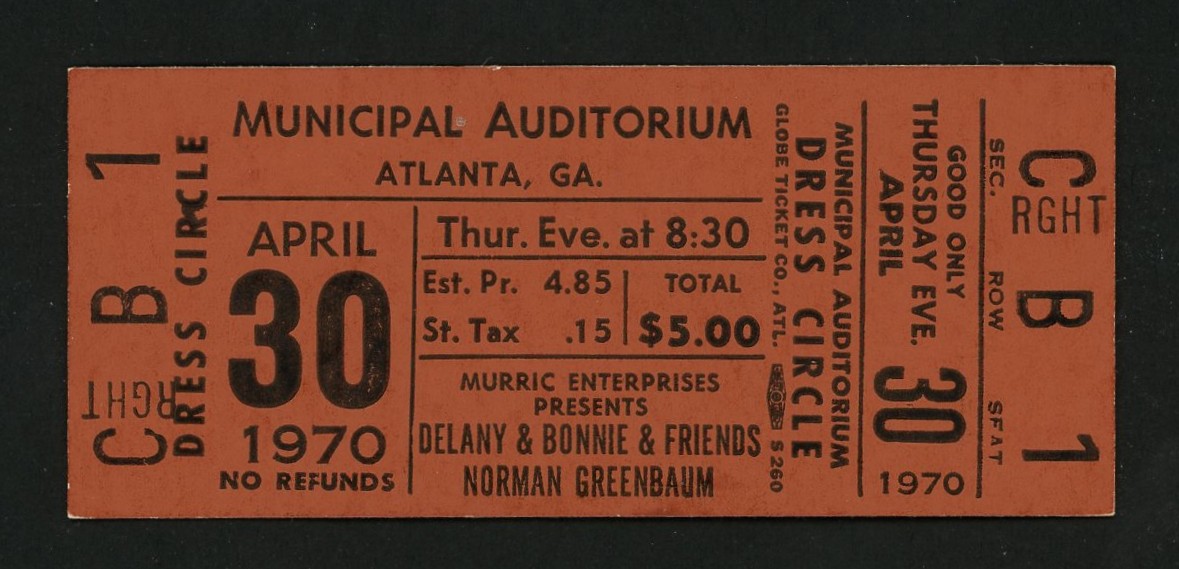 C RGHT B 1
DRESS CIRCLE
MUNICIPAL AUDITORIUM
ATLANTA, GA.
APRIL
30
1970
NO REFUNDS
Thur. Eve. at 8:30
Est. Pr. 4.85
St. Tax .15
TOTAL
$5.00
MURRIC ENTERPRISES
PRESENTS
DELANY & BONNIE & FRIENDS
NORMAN GREENBAUM
GLOBE TICKET CO., ATL. S260
DRESS CIRCLE
MUNICIPAL AUDITORIUM
GOOD ONLY
THURSDAY EVE.
APRIL
30
1970
SEC. ROW SEAT
C RGHT B 1